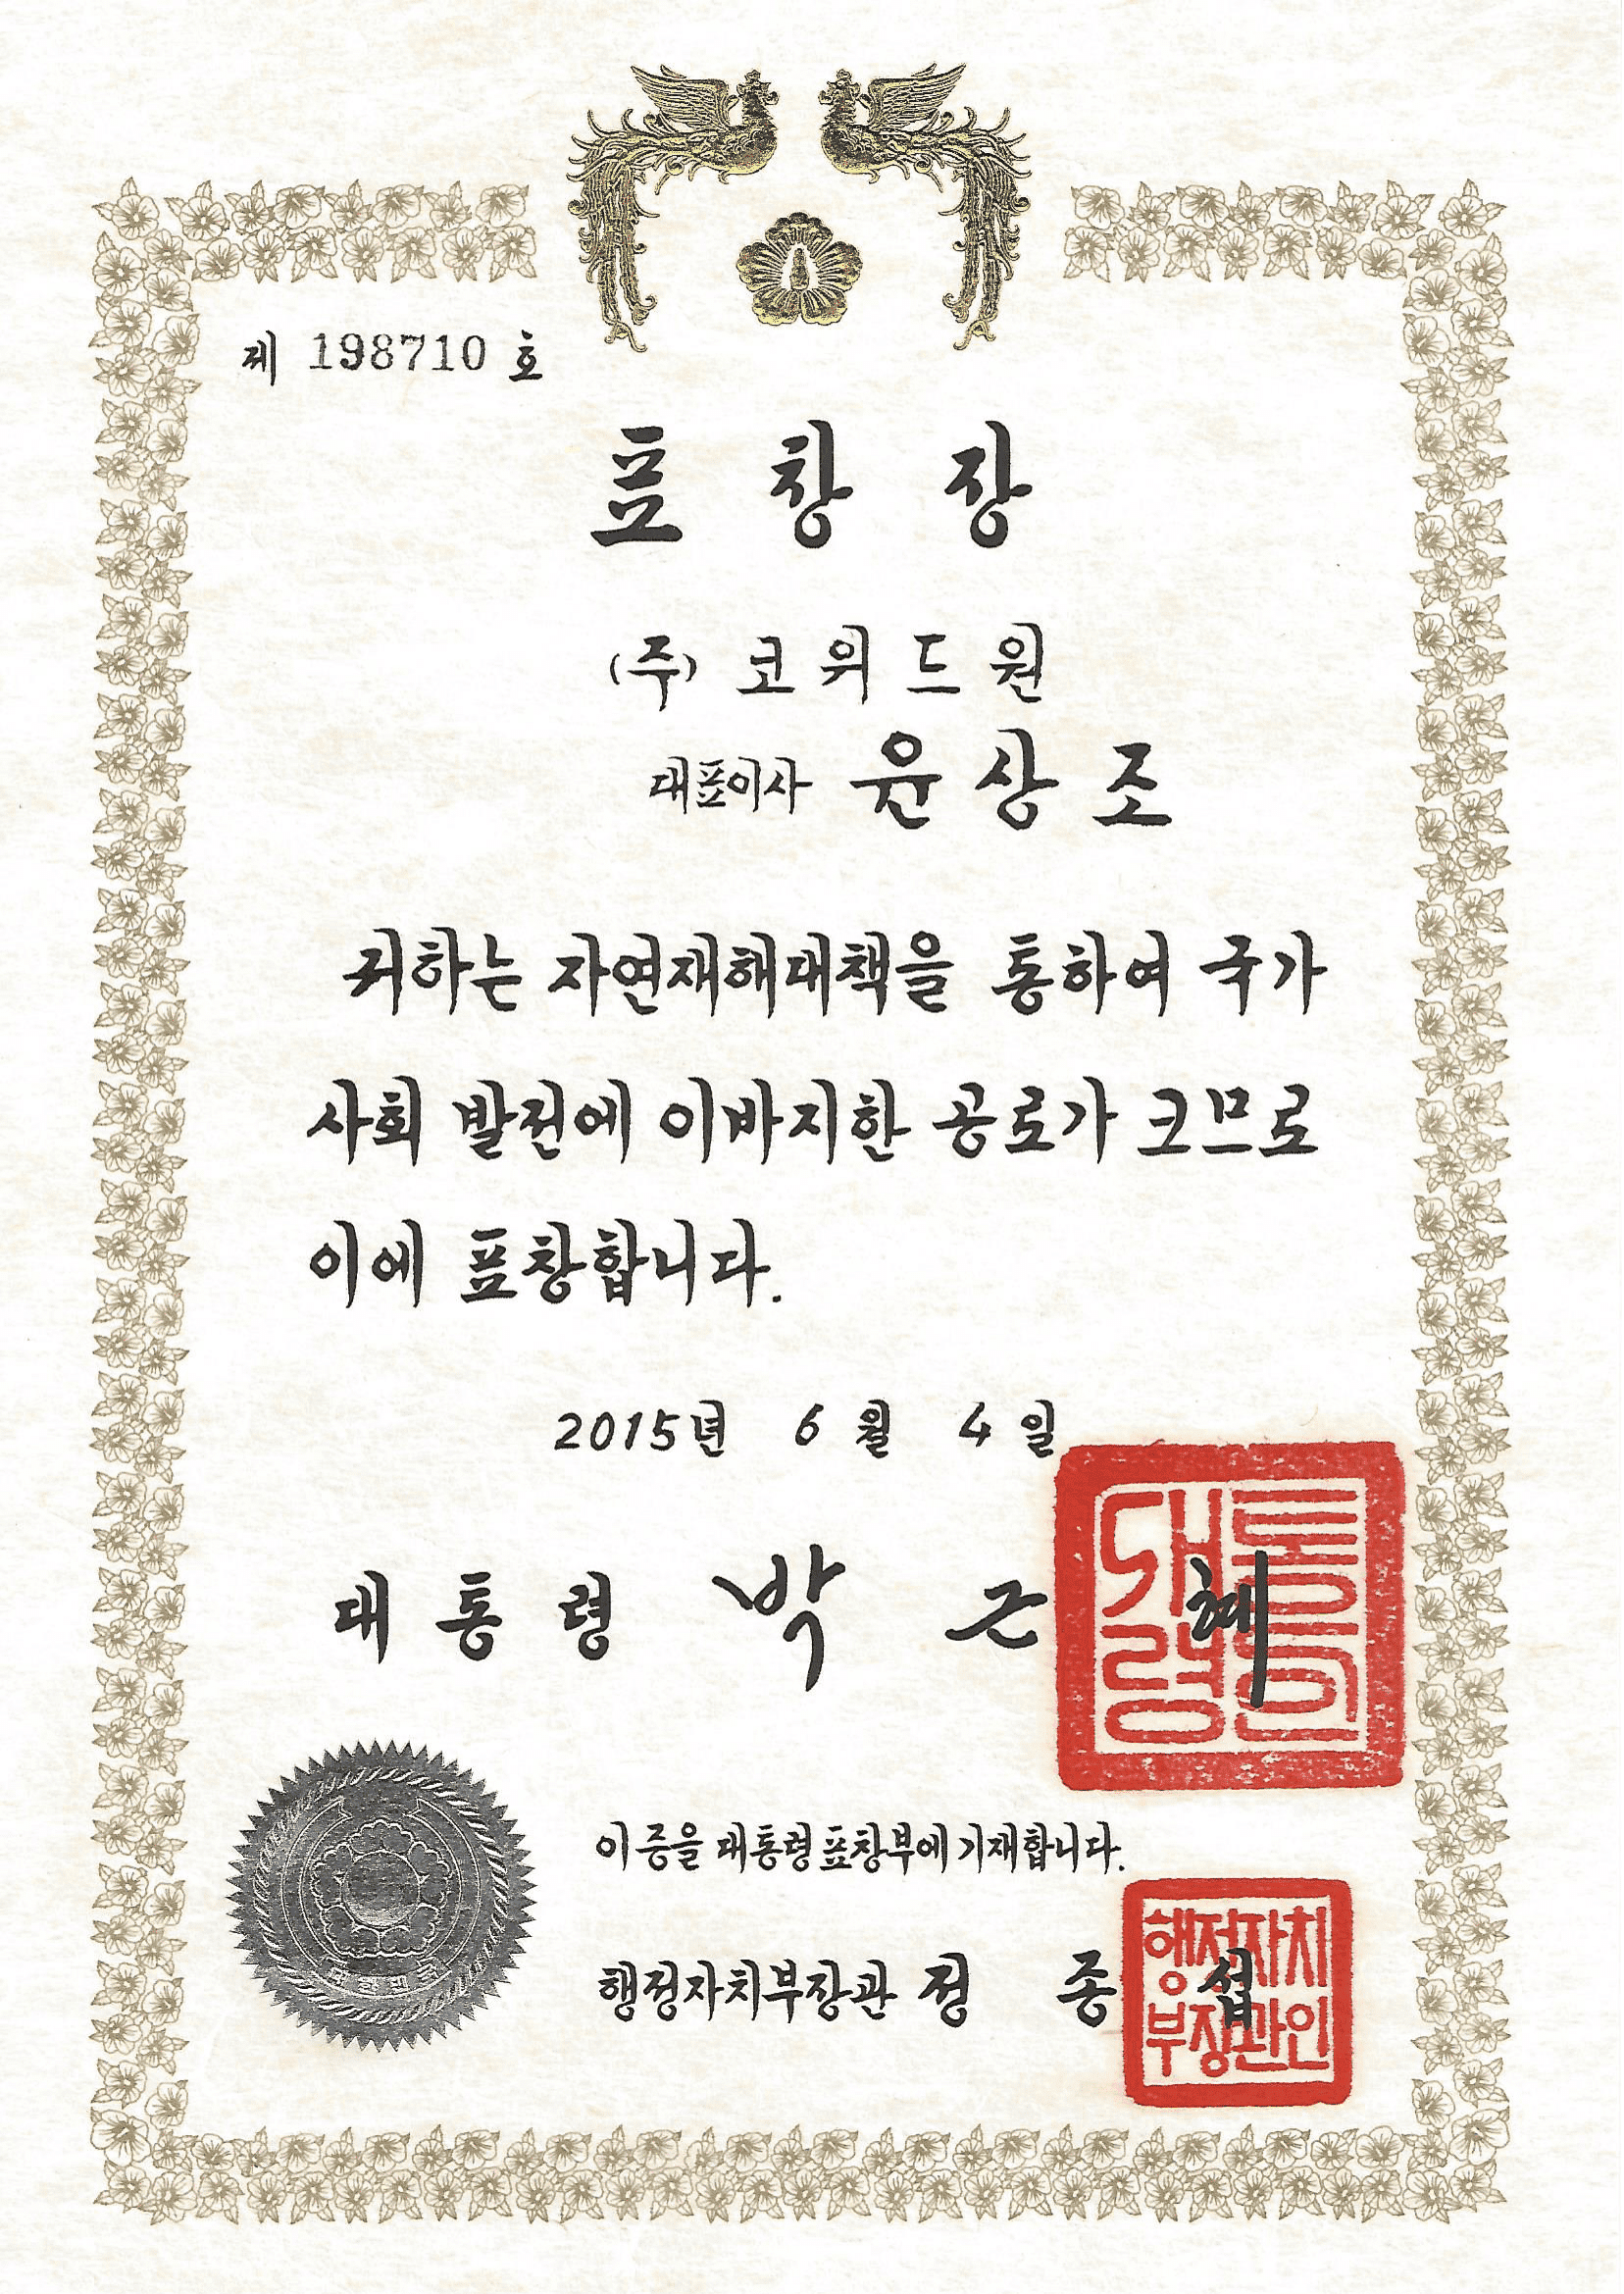 제 198710 호
표 창 장
(주) 코위드원
대표이사 윤상조
귀하는 자연재해대책을 통하여 국가
사회 발전에 이바지한 공로가 크므로
이에 표창합니다.
2015년 6월 4일
대통령 박근혜
대통령인
이 증을 대통령 표창부에 기재합니다.
행정자치부장관 정종섭
행정자치
부장관인